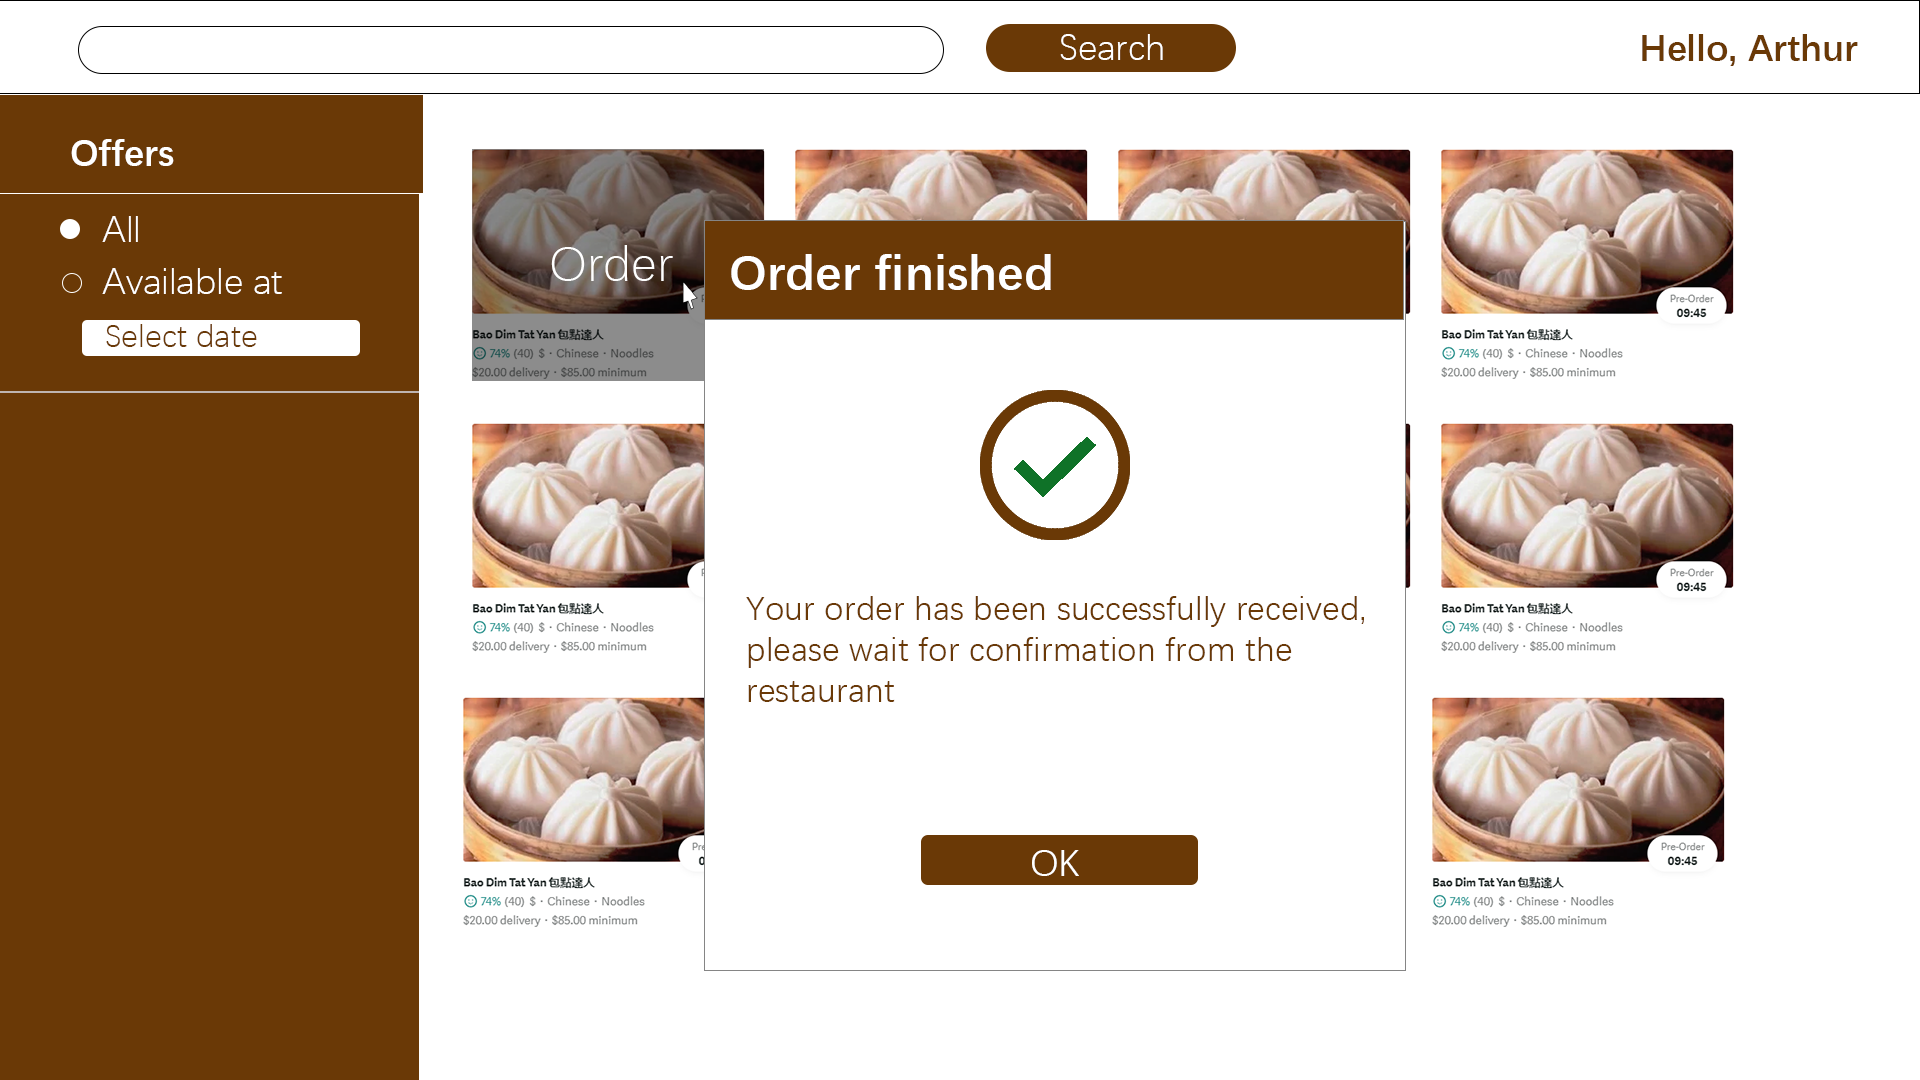 Search
Hello, Arthur
Offers
All
Available at
Select date
Order
Bao Dim Tat Yan 包點達人
74% (40) $・Chinese・Noodles
$20.00 delivery・$85.00 minimum
Pre-Order
09:45
Bao Dim Tat Yan 包點達人
74% (40) $・Chinese・Noodles
$20.00 delivery・$85.00 minimum
Order finished
Your order has been successfully received,
please wait for confirmation from the
restaurant
OK
Bao Dim Tat Yan 包點達人
74% (40) $・Chinese・Noodles
$20.00 delivery・$85.00 minimum
Pre-Order
09:45
Bao Dim Tat Yan 包點達人
74% (40) $・Chinese・Noodles
$20.00 delivery・$85.00 minimum
Bao Dim Tat Yan 包點達人
74% (40) $・Chinese・Noodles
$20.00 delivery・$85.00 minimum
Pre-Order
09:45
Bao Dim Tat Yan 包點達人
74% (40) $・Chinese・Noodles
$20.00 delivery・$85.00 minimum